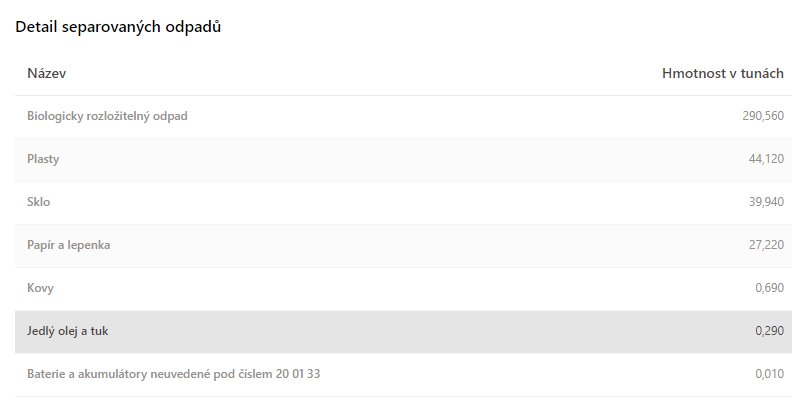 Detail separovaných odpadů
Název Hmotnost v tunách
Biologicky rozložitelný odpad 290,560
Plasty 44,120
Sklo 39,940
Papír a lepenka 27,220
Kovy 0,690
Jedlý olej a tuk 0,290
Baterie a akumulátory neuvedené pod číslem 20 01 33 0,010